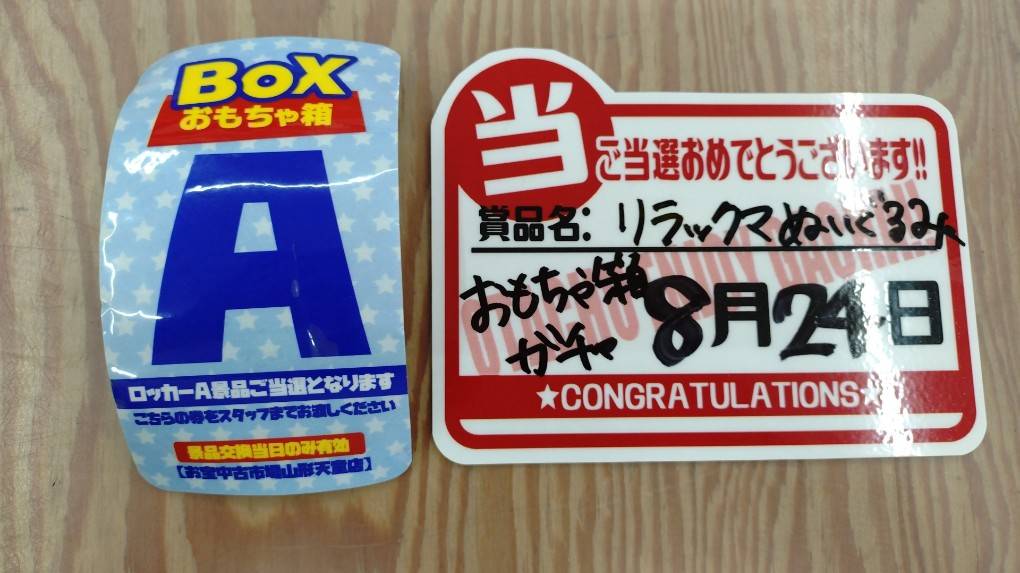 BOX
おもちゃ箱
A
ロッカーA景品ご当選となります
こちらの券をスタッフまでお渡しください
景品交換当日のみ有効
【お宝中古市場山形天童店】
当
ご当選おめでとうございます!!
賞品名: リラックマぬいぐるみ
おもちゃ箱
ガチャ
8月24日
★CONGRATULATIONS★